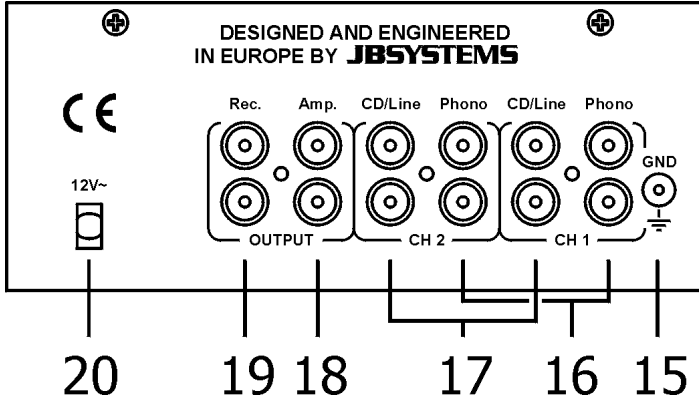 DESIGNED AND ENGINEERED
IN EUROPE BY JBSYSTEMS
CE
Rec. Amp. CD/Line Phono CD/Line Phono
GND
12V~
OUTPUT CH 2 CH 1
20 19 18 17 16 15